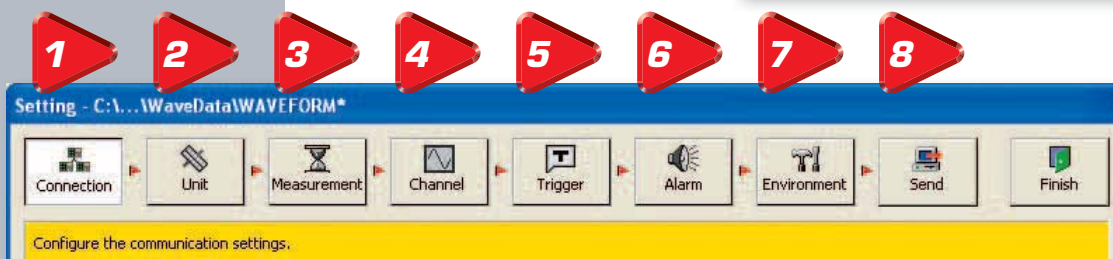 1 2 3 4 5 6 7 8
Setting - C:\...\WaveData\WAVEFORM*
Connection Unit Measurement Channel Trigger Alarm Environment Send Finish
Configure the communication settings.